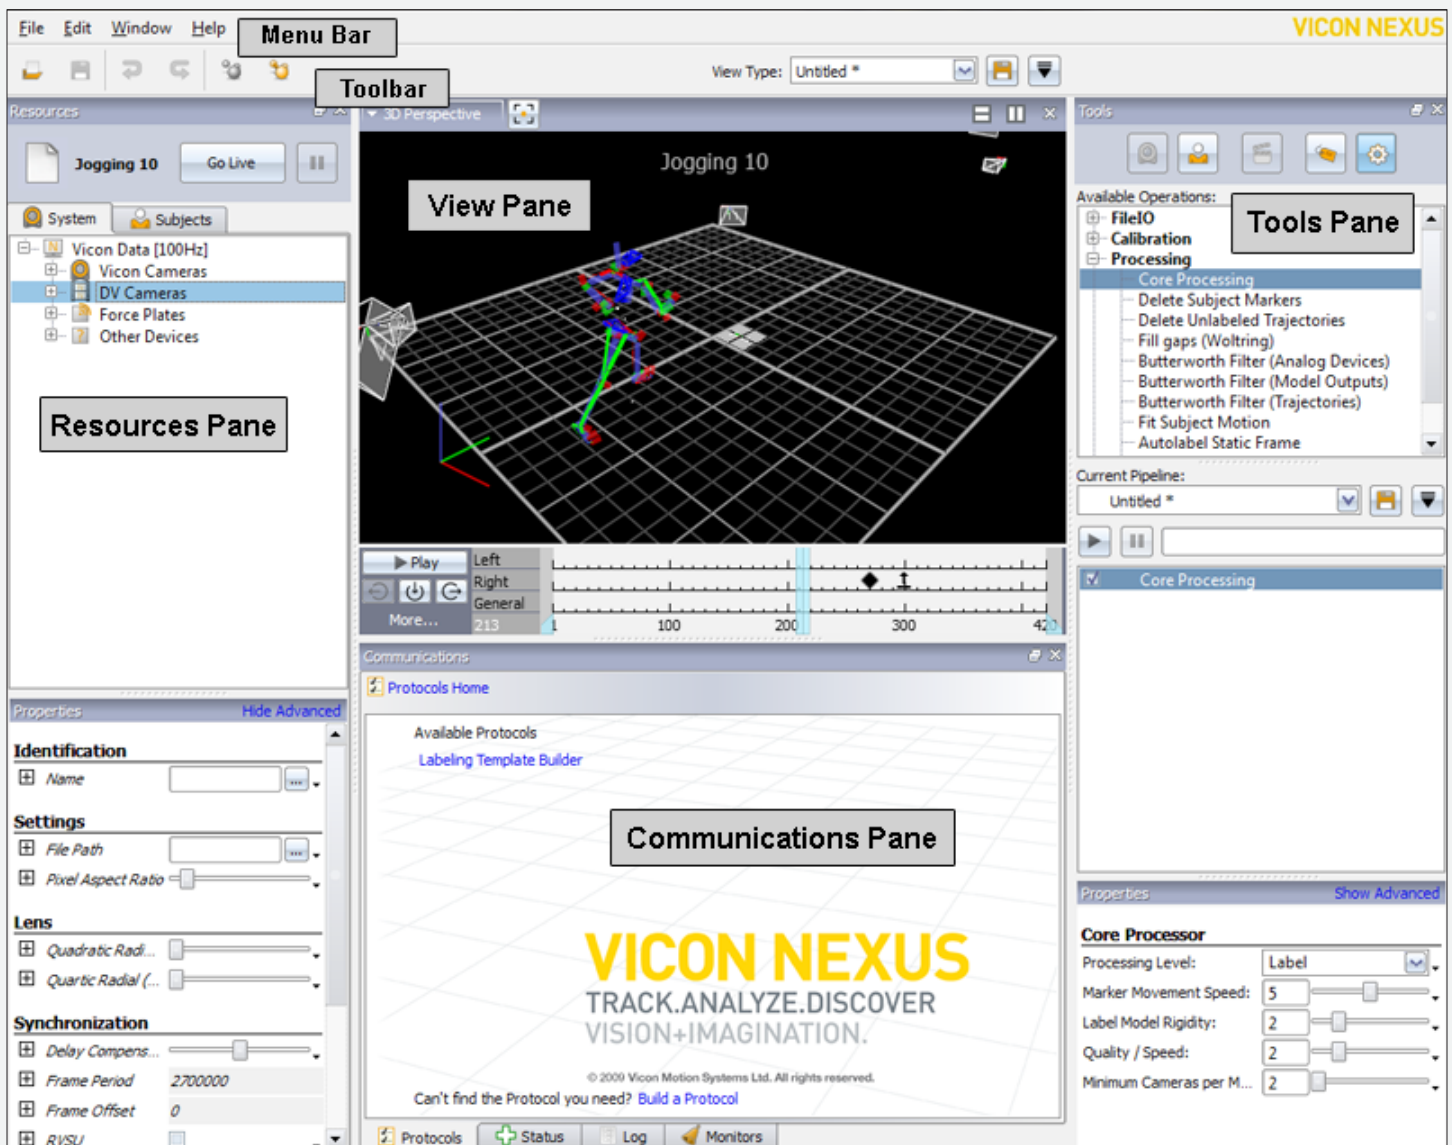 File Edit Window Help
Menu Bar
VICON NEXUS
Toolbar
View Type: Untitled *
Resources
Jogging 10
Go Live
System
Subjects
Vicon Data [100Hz]
Vicon Cameras
DV Cameras
Force Plates
Other Devices
Resources Pane
Properties
Hide Advanced
Identification
Name
...
Settings
File Path
...
Pixel Aspect Ratio
Lens
Quadratic Radi...
Quartic Radial (...
Synchronization
Delay Compens...
Frame Period 2700000
Frame Offset 0
RVSU
3D Perspective
Jogging 10
View Pane
Play
More...
Left
Right
General
213
1 100 200 300 420
Communications
Protocols Home
Available Protocols
Labeling Template Builder
Communications Pane
VICON NEXUS
TRACK.ANALYZE.DISCOVER
VISION+IMAGINATION.
© 2009 Vicon Motion Systems Ltd. All rights reserved.
Can't find the Protocol you need? Build a Protocol
Protocols Status Log Monitors
Tools
Available Operations:
Tools Pane
FileIO
Calibration
Processing
Core Processing
Delete Subject Markers
Delete Unlabeled Trajectories
Fill gaps (Woltring)
Butterworth Filter (Analog Devices)
Butterworth Filter (Model Outputs)
Butterworth Filter (Trajectories)
Fit Subject Motion
Autolabel Static Frame
Current Pipeline:
Untitled *
Core Processing
Properties
Show Advanced
Core Processor
Processing Level: Label
Marker Movement Speed: 5
Label Model Rigidity: 2
Quality / Speed: 2
Minimum Cameras per M... 2